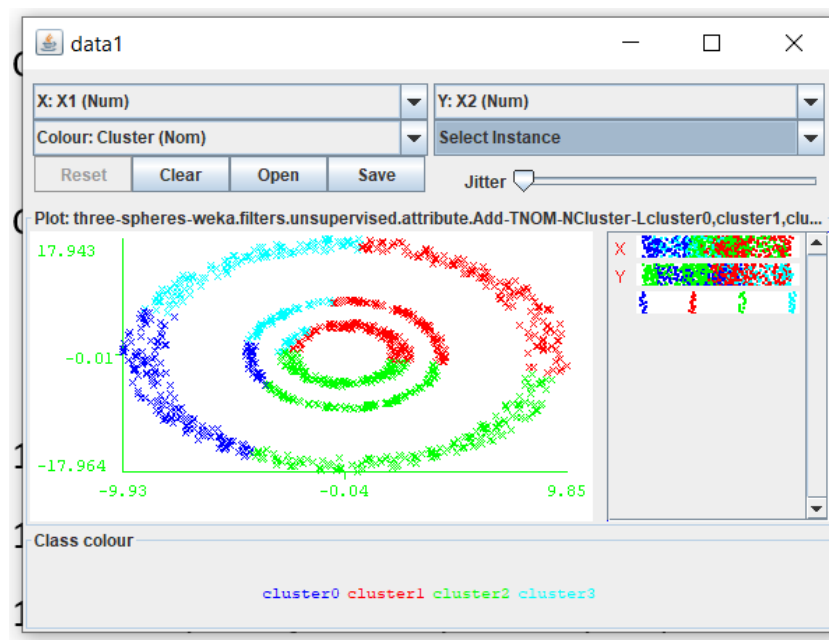 data1
X: X1 (Num) Y: X2 (Num)
Colour: Cluster (Nom) Select Instance
Reset Clear Open Save Jitter
Plot: three-spheres-weka.filters.unsupervised.attribute.Add-TNOM-NCluster-Lcluster0,cluster1,clu...
17.943
X
Y
-0.01
-17.964
-9.93 -0.04 9.85
Class colour
cluster0 cluster1 cluster2 cluster3